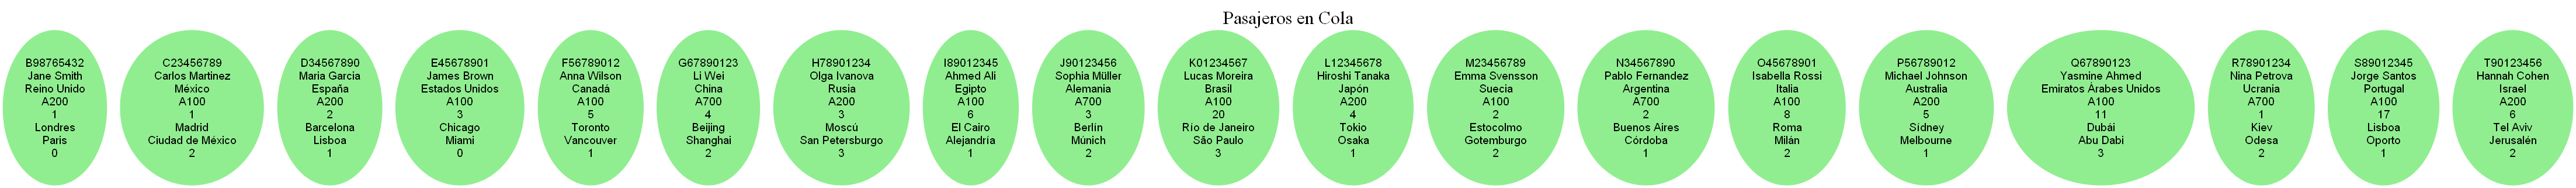 Pasajeros en Cola
B98765432
Jane Smith
Reino Unido
A200
1
Londres
Paris
0
C23456789
Carlos Martinez
México
A100
1
Madrid
Ciudad de México
2
D34567890
Maria Garcia
España
A200
2
Barcelona
Lisboa
1
E45678901
James Brown
Estados Unidos
A100
3
Chicago
Miami
0
F56789012
Anna Wilson
Canadá
A100
5
Toronto
Vancouver
1
G67890123
Li Wei
China
A700
4
Beijing
Shanghai
2
H78901234
Olga Ivanova
Rusia
A200
3
Moscú
San Petersburgo
3
I89012345
Ahmed Ali
Egipto
A100
6
El Cairo
Alejandría
1
J90123456
Sophia Müller
Alemania
A700
3
Berlín
Múnich
2
K01234567
Lucas Moreira
Brasil
A100
20
Río de Janeiro
São Paulo
3
L12345678
Hiroshi Tanaka
Japón
A200
4
Tokio
Osaka
1
M23456789
Emma Svensson
Suecia
A100
2
Estocolmo
Gotemburgo
2
N34567890
Pablo Fernandez
Argentina
A700
2
Buenos Aires
Córdoba
1
O45678901
Isabella Rossi
Italia
A100
8
Roma
Milán
2
P56789012
Michael Johnson
Australia
A200
5
Sídney
Melbourne
1
Q67890123
Yasmine Ahmed
Emiratos Árabes Unidos
A100
11
Dubái
Abu Dabi
3
R78901234
Nina Petrova
Ucrania
A700
1
Kiev
Odesa
2
S89012345
Jorge Santos
Portugal
A100
17
Lisboa
Oporto
1
T90123456
Hannah Cohen
Israel
A200
6
Tel Aviv
Jerusalén
2